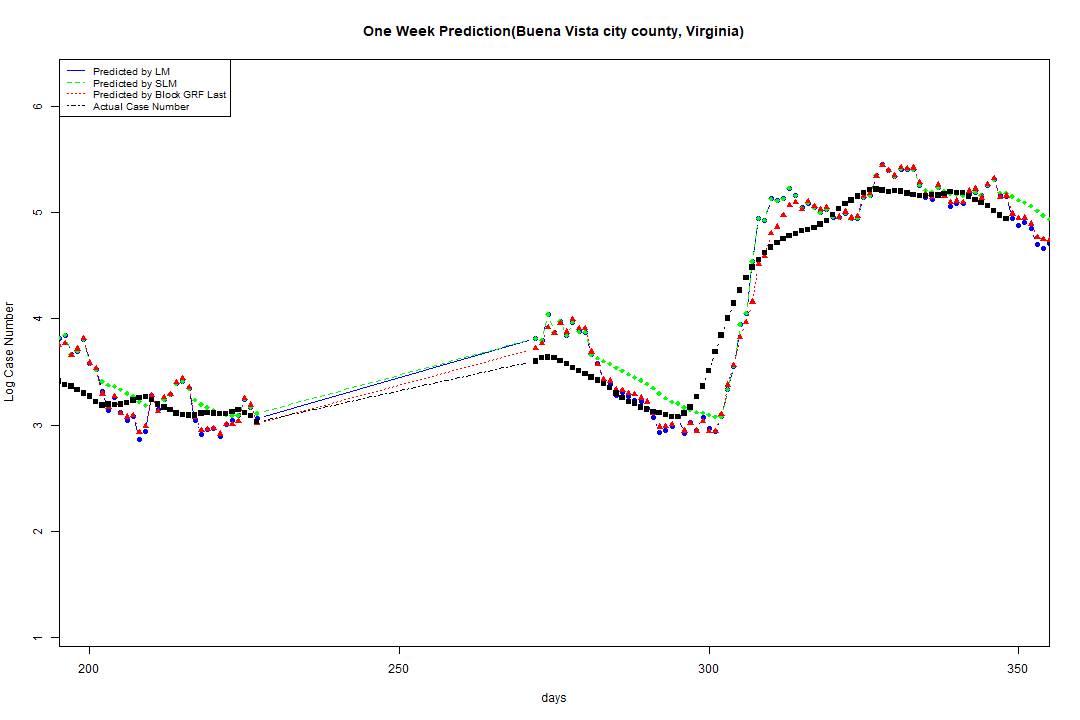 One Week Prediction(Buena Vista city county, Virginia)
Predicted by LM
Predicted by SLM
Predicted by Block GRF Last
Actual Case Number
Log Case Number
6
5
4
3
2
1
200 250 300 350
days